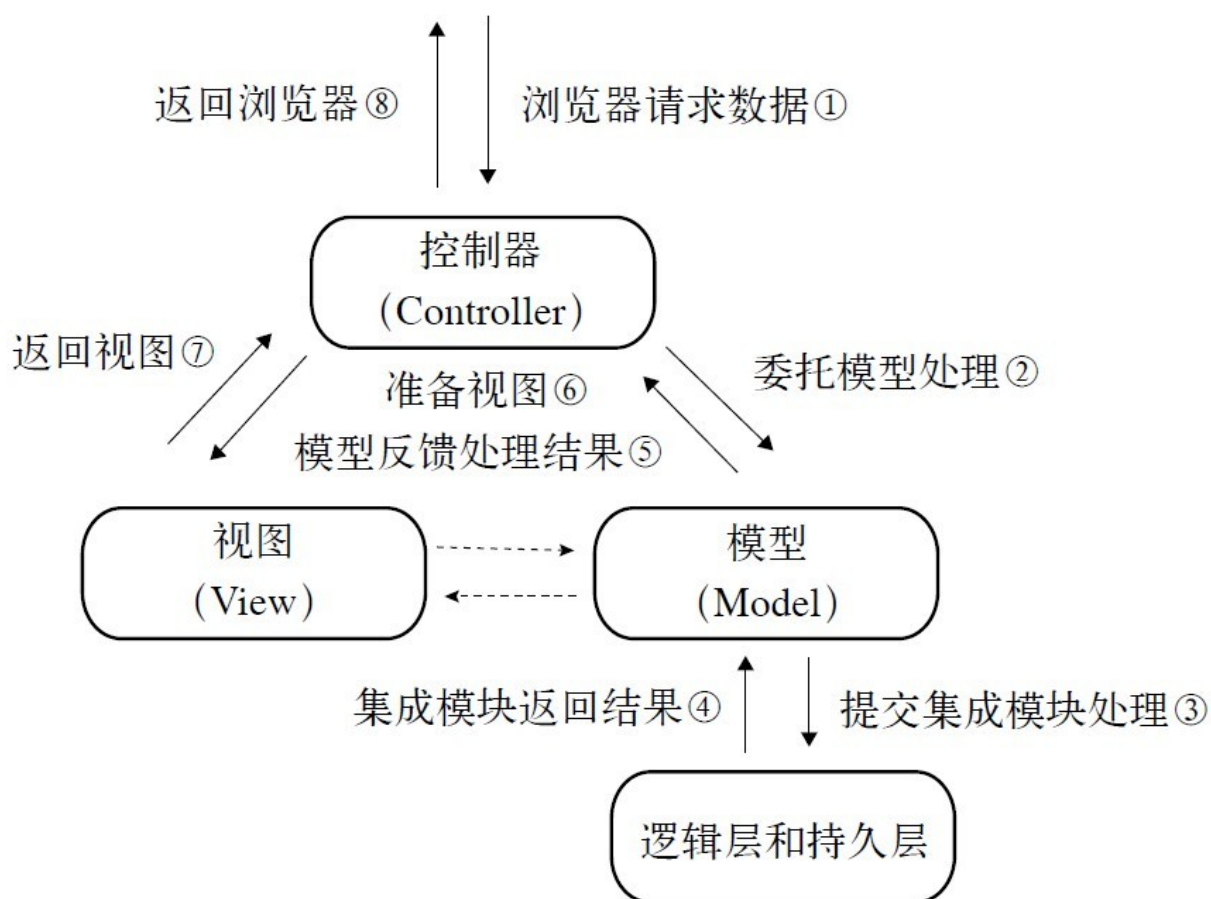 返回浏览器⑧
浏览器请求数据①
控制器
(Controller)
返回视图⑦
委托模型处理②
准备视图⑥
模型反馈处理结果⑤
视图
(View)
模型
(Model)
集成模块返回结果④
提交集成模块处理③
逻辑层和持久层